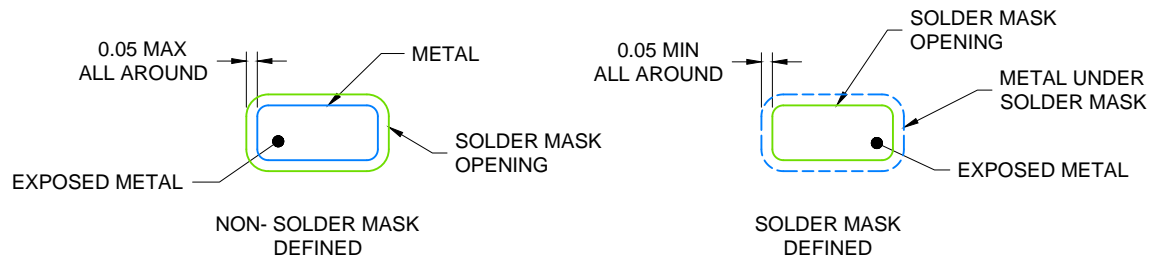 0.05 MAX
ALL AROUND
METAL
SOLDER MASK
OPENING
EXPOSED METAL
NON- SOLDER MASK
DEFINED
SOLDER MASK
OPENING
0.05 MIN
ALL AROUND
METAL UNDER
SOLDER MASK
EXPOSED METAL
SOLDER MASK
DEFINED